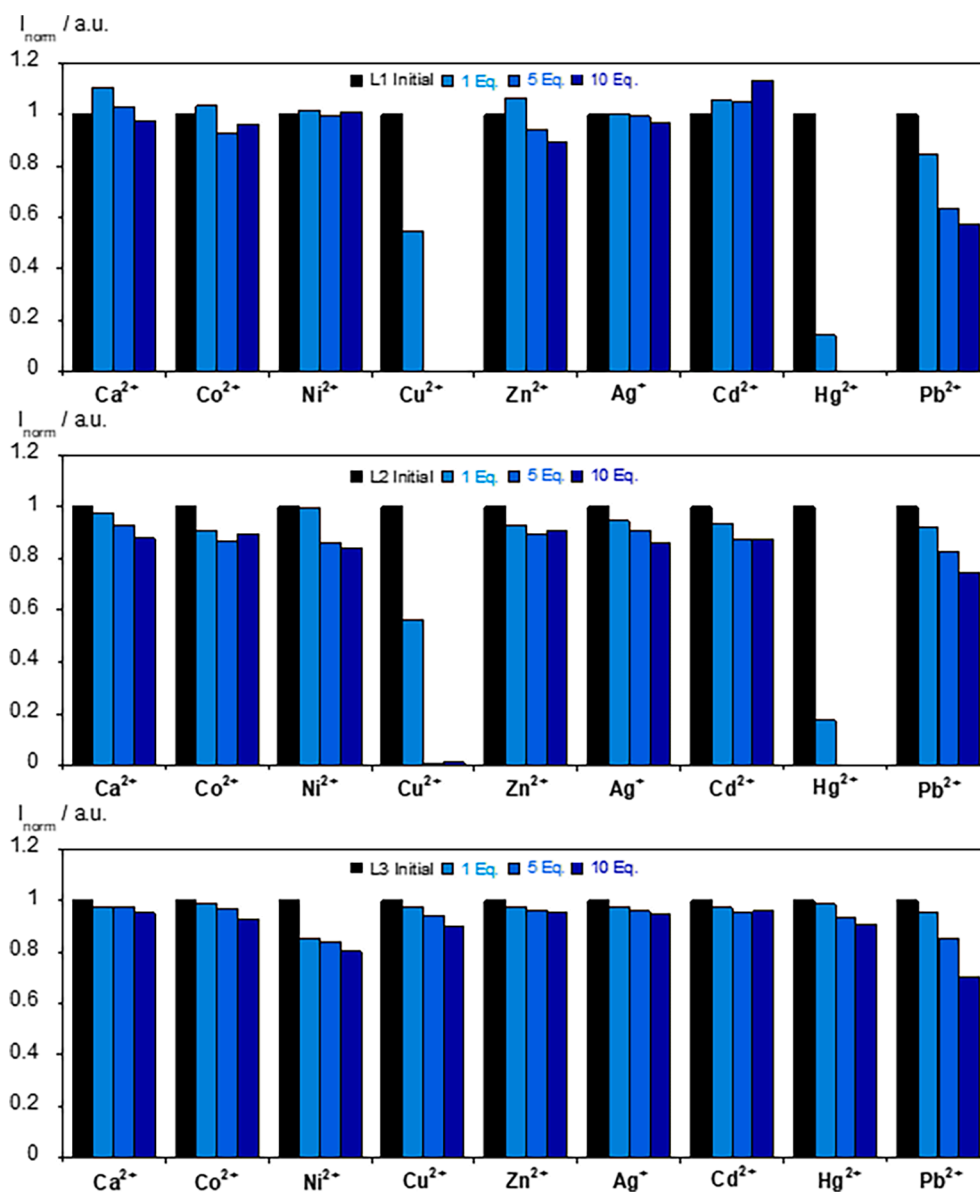 I norm / a.u.
1.2
L1 Initial 1 Eq. 5 Eq. 10 Eq.
1
0.8
0.6
0.4
0.2
0
Ca²⁺ Co²⁺ Ni²⁺ Cu²⁺ Zn²⁺ Ag⁺ Cd²⁺ Hg²⁺ Pb²⁺
I norm / a.u.
1.2
L2 Initial 1 Eq. 5 Eq. 10 Eq.
1
0.8
0.6
0.4
0.2
0
Ca²⁺ Co²⁺ Ni²⁺ Cu²⁺ Zn²⁺ Ag⁺ Cd²⁺ Hg²⁺ Pb²⁺
I norm / a.u.
1.2
L3 Initial 1 Eq. 5 Eq. 10 Eq.
1
0.8
0.6
0.4
0.2
0
Ca²⁺ Co²⁺ Ni²⁺ Cu²⁺ Zn²⁺ Ag⁺ Cd²⁺ Hg²⁺ Pb²⁺